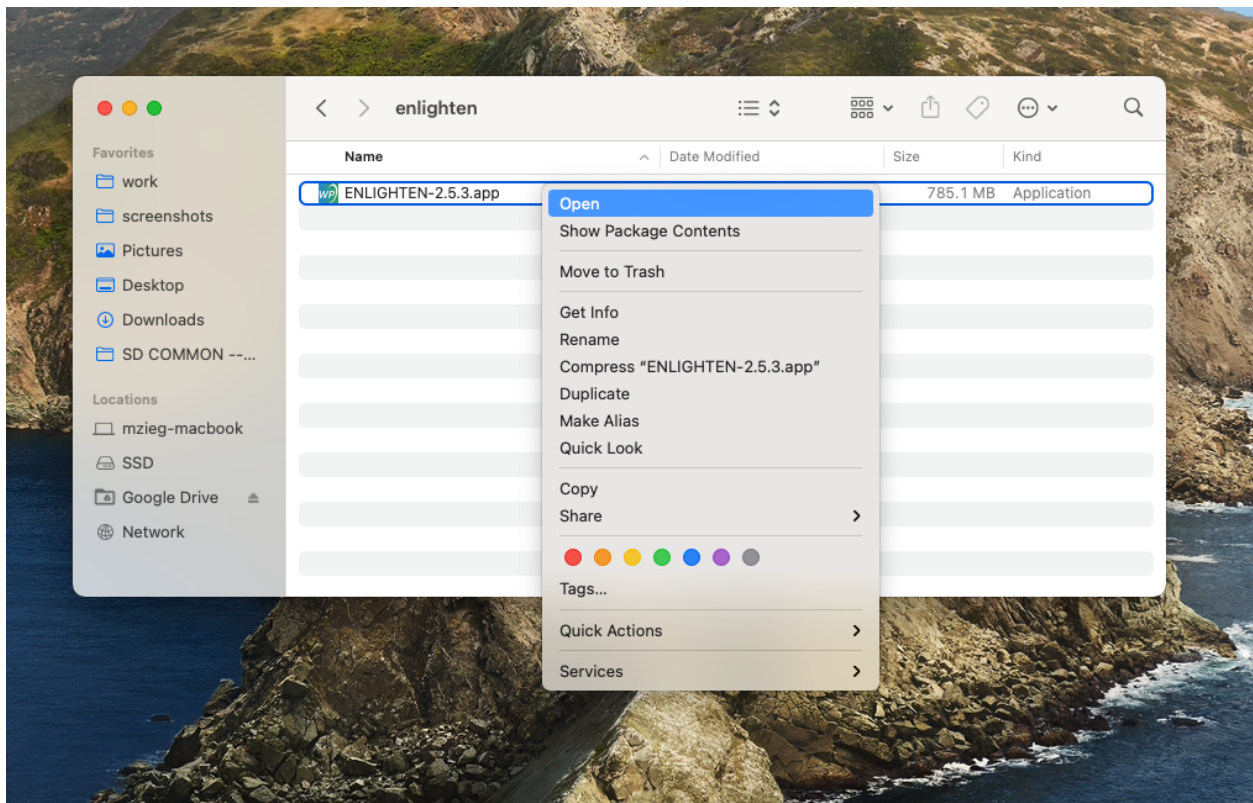 enlighten
Favorites
work
screenshots
Pictures
Desktop
Downloads
SD COMMON --...
Locations
mzieg-macbook
SSD
Google Drive
Network
Name Date Modified Size Kind
WP ENLIGHTEN-2.5.3.app 785.1 MB Application
Open
Show Package Contents
Move to Trash
Get Info
Rename
Compress “ENLIGHTEN-2.5.3.app”
Duplicate
Make Alias
Quick Look
Copy
Share
Tags...
Quick Actions
Services